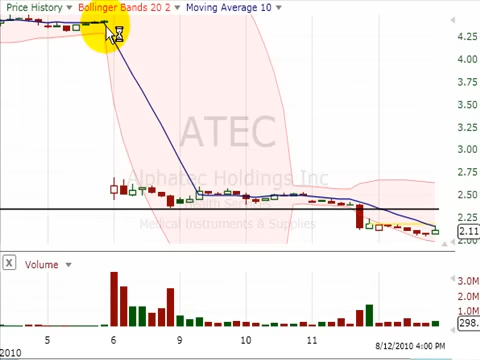 Price History Bollinger Bands 20 2 Moving Average 10
4.25
4.00
3.75
3.50
3.25
3.00
2.75
2.50
2.25
2.11
2.00
ATEC
Alphatec Holdings Inc
Medical Instruments & Supplies
X Volume
3.0M
2.0M
1.0M
298.
5 6 9 10 11 8/12/2010 4:00 PM
2010